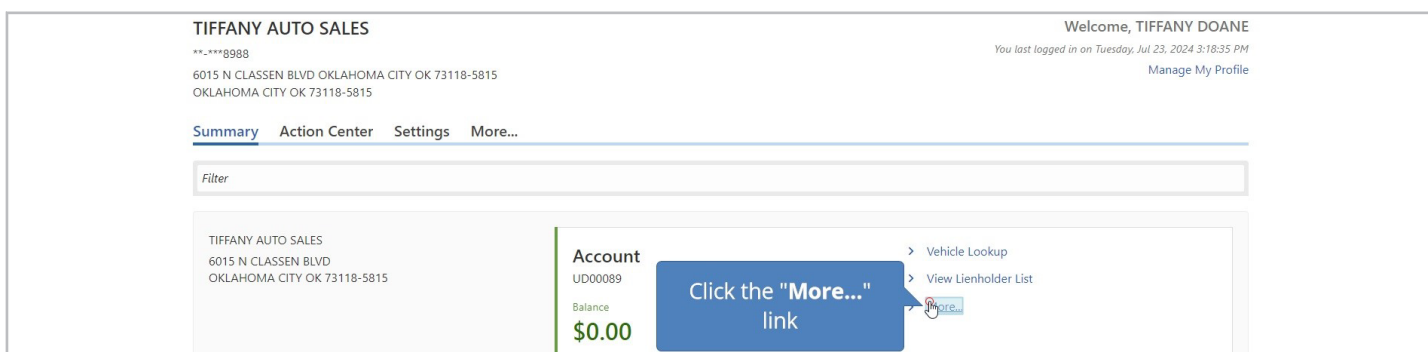 TIFFANY AUTO SALES
Welcome, TIFFANY DOANE
**-***8988
You last logged in on Tuesday, Jul 23, 2024 3:18:35 PM
6015 N CLASSEN BLVD OKLAHOMA CITY OK 73118-5815
Manage My Profile
OKLAHOMA CITY OK 73118-5815
Summary Action Center Settings More...
Filter
TIFFANY AUTO SALES
6015 N CLASSEN BLVD
OKLAHOMA CITY OK 73118-5815
Account
UD00089
Balance
$0.00
Click the "More..."
link
> Vehicle Lookup
> View Lienholder List
> More...